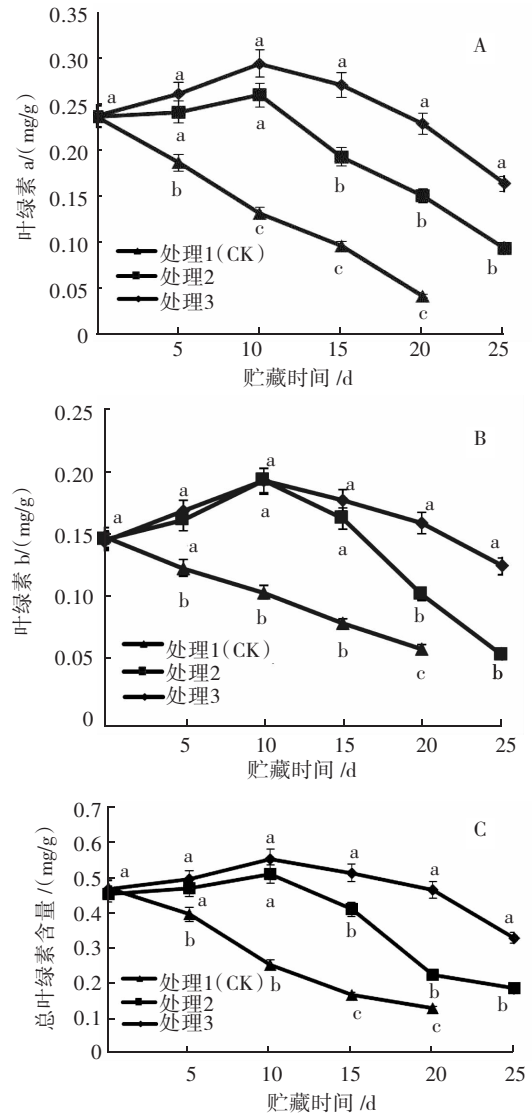 A
0.35
0.30
0.25
0.20
0.15
0.10
0.05
0
叶绿素 a/(mg/g)
a a a a a a
a a b b b
b c c c
处理1(CK)
处理2
处理3
5 10 15 20 25
贮藏时间 /d
B
0.25
0.20
0.15
0.10
0.05
0
叶绿素 b/(mg/g)
a a a a a a
a a a b b
b b b c
处理1(CK)
处理2
处理3
5 10 15 20 25
贮藏时间 /d
C
0.7
0.6
0.5
0.4
0.3
0.2
0.1
0
总叶绿素含量 /(mg/g)
a a a a a a
a a b b b
b b c c
处理1(CK)
处理2
处理3
5 10 15 20 25
贮藏时间 /d